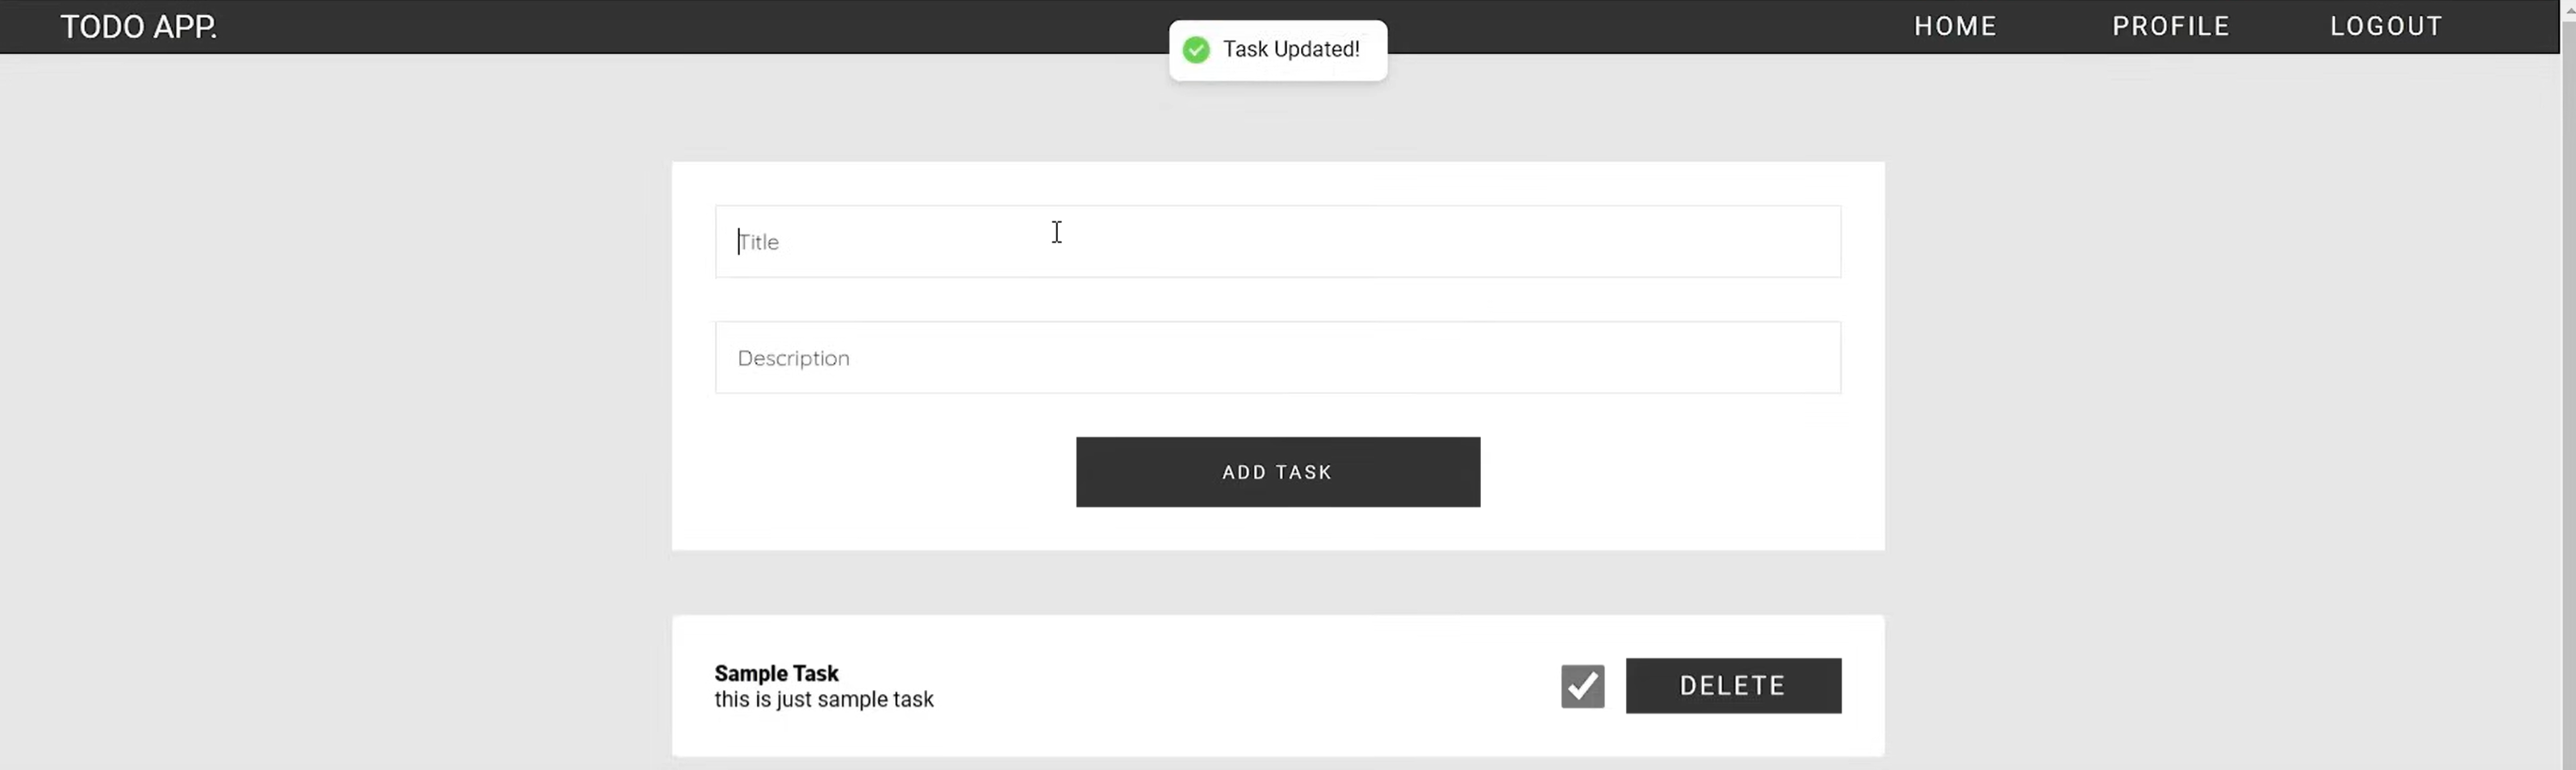 TODO APP.
Task Updated!
HOME PROFILE LOGOUT
Title
Description
ADD TASK
Sample Task
this is just sample task
DELETE